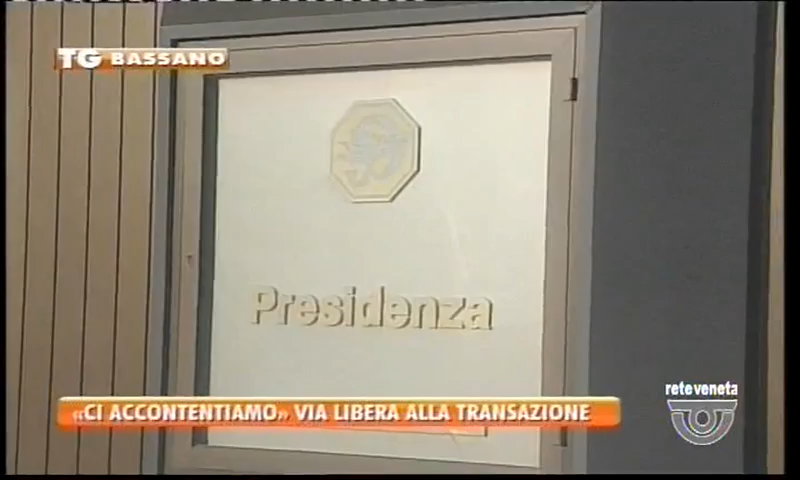 TG BASSANO
Presidenza
«CI ACCONTENTIAMO» VIA LIBERA ALLA TRANSAZIONE
reteveneta